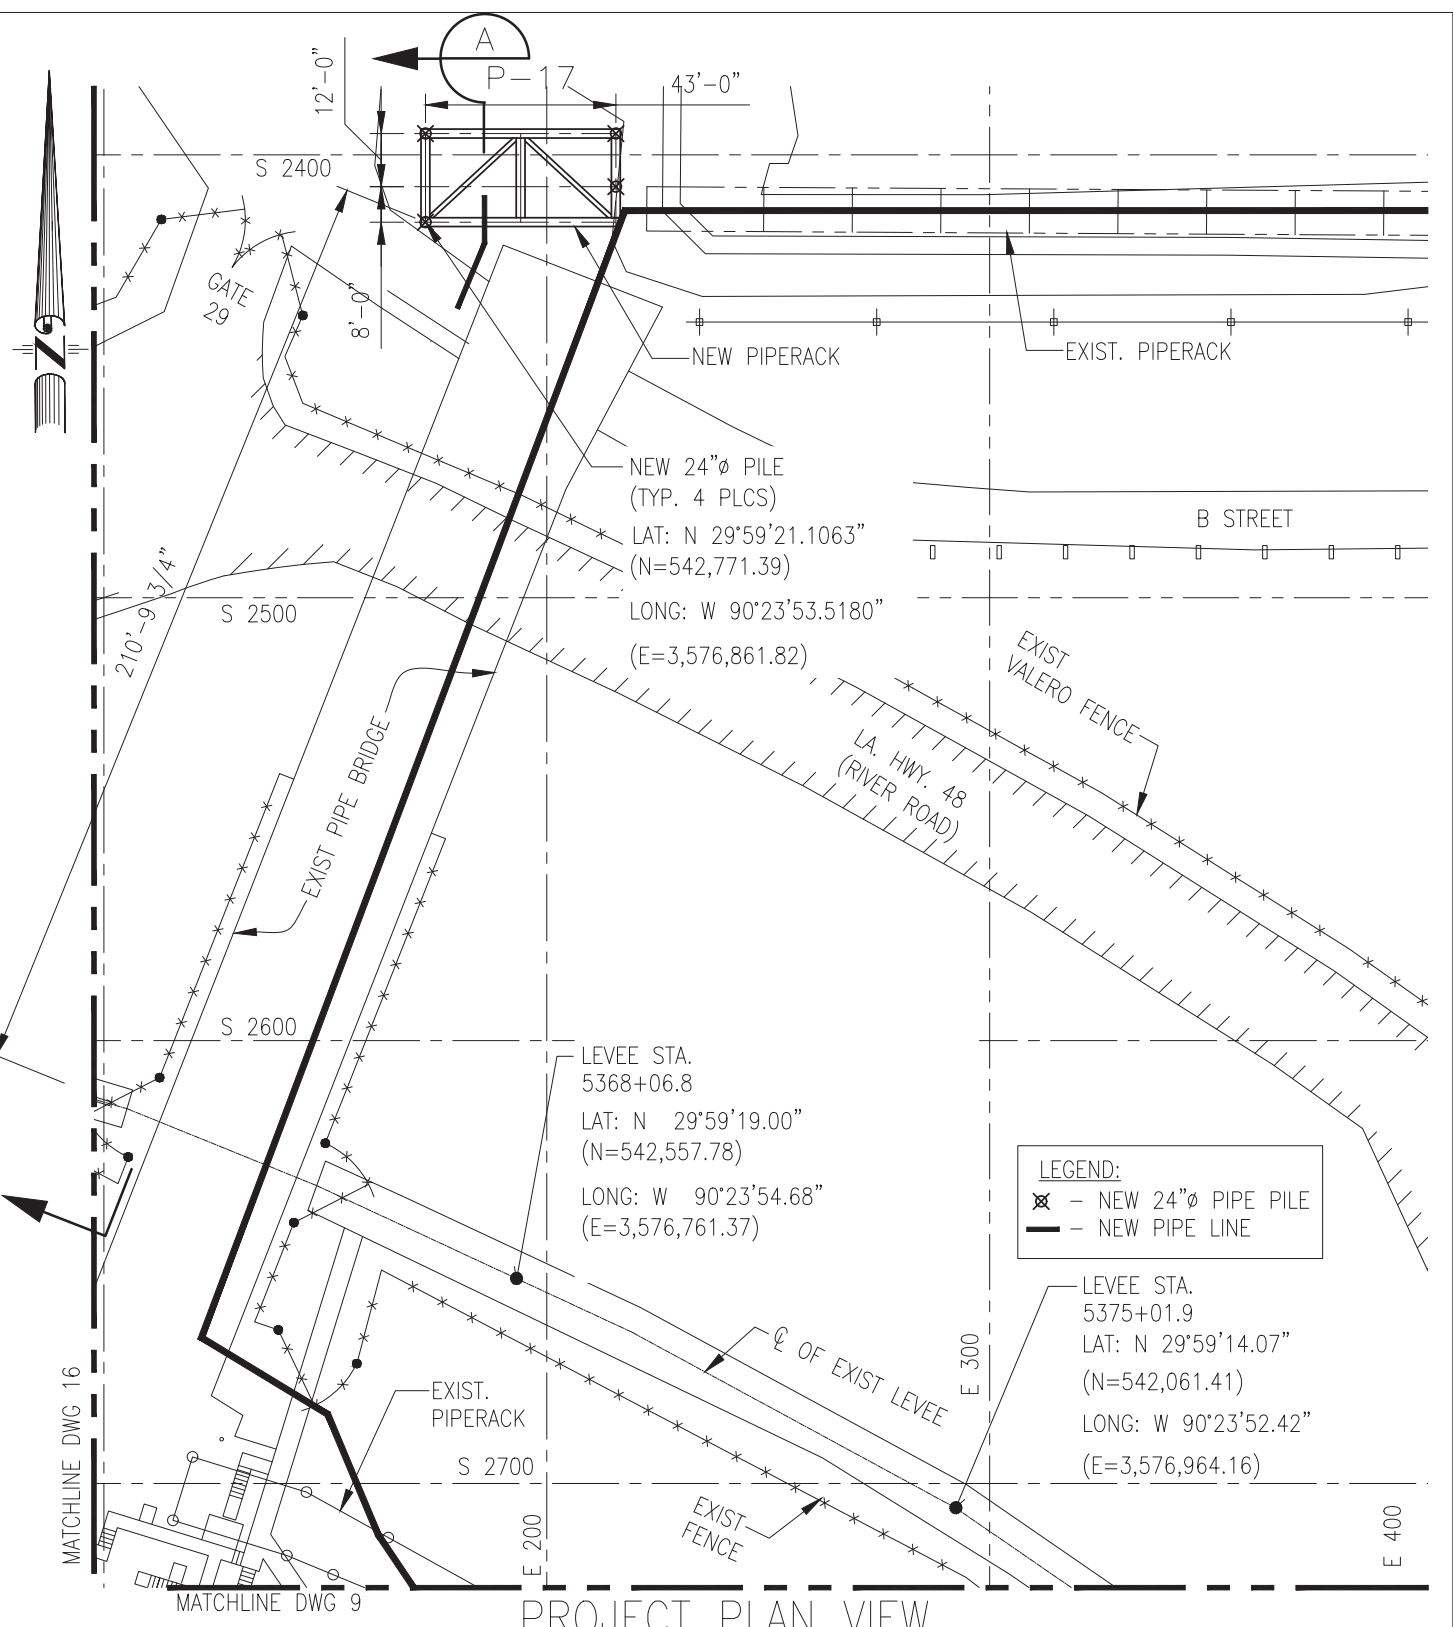 A
P-17
12'-0"
43'-0"
S 2400
GATE
29
8'-0"
NEW PIPERACK
EXIST. PIPERACK
N
NEW 24"ø PILE
(TYP. 4 PLCS)
LAT: N 29°59'21.1063"
(N=542,771.39)
LONG: W 90°23'53.5180"
(E=3,576,861.82)
B STREET
210'-9 3/4"
S 2500
EXIST
VALERO FENCE
LA. HWY. 48
(RIVER ROAD)
EXIST PIPE BRIDGE
S 2600
LEVEE STA.
5368+06.8
LAT: N 29°59'19.00"
(N=542,557.78)
LONG: W 90°23'54.68"
(E=3,576,761.37)
LEGEND:
- NEW 24"ø PIPE PILE
- NEW PIPE LINE
LEVEE STA.
5375+01.9
LAT: N 29°59'14.07"
(N=542,061.41)
LONG: W 90°23'52.42"
(E=3,576,964.16)
E 300
℄ OF EXIST LEVEE
EXIST.
PIPERACK
S 2700
EXIST
FENCE
E 200
E 400
MATCHLINE DWG 16
MATCHLINE DWG 9
PROJECT PLAN VIEW